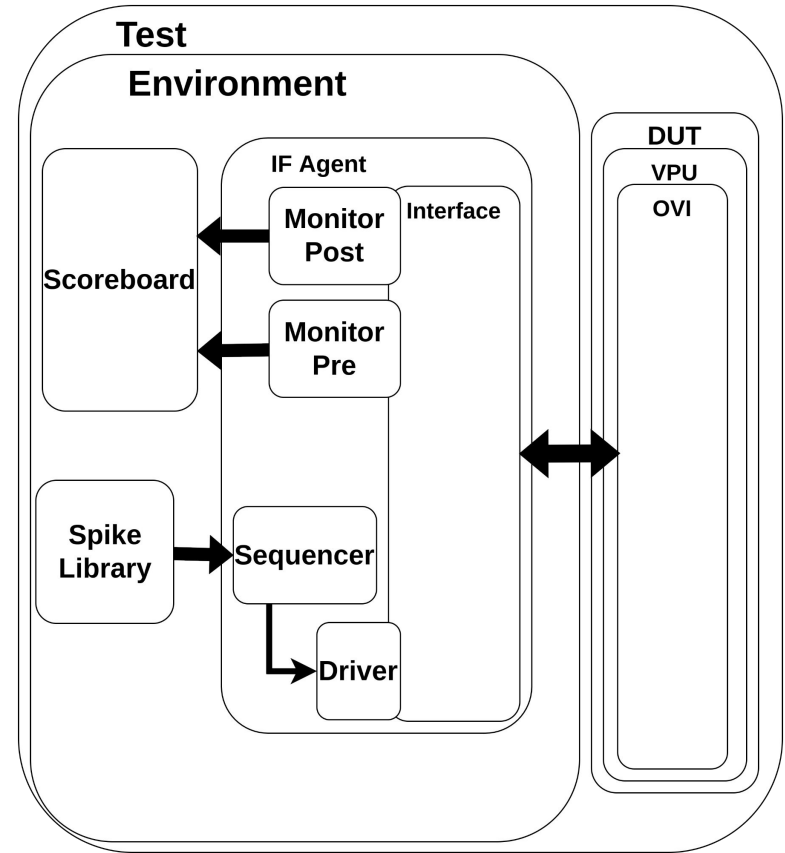 Test
Environment
DUT
VPU
OVI
IF Agent
Interface
Monitor
Post
Scoreboard
Monitor
Pre
Spike
Library
Sequencer
Driver